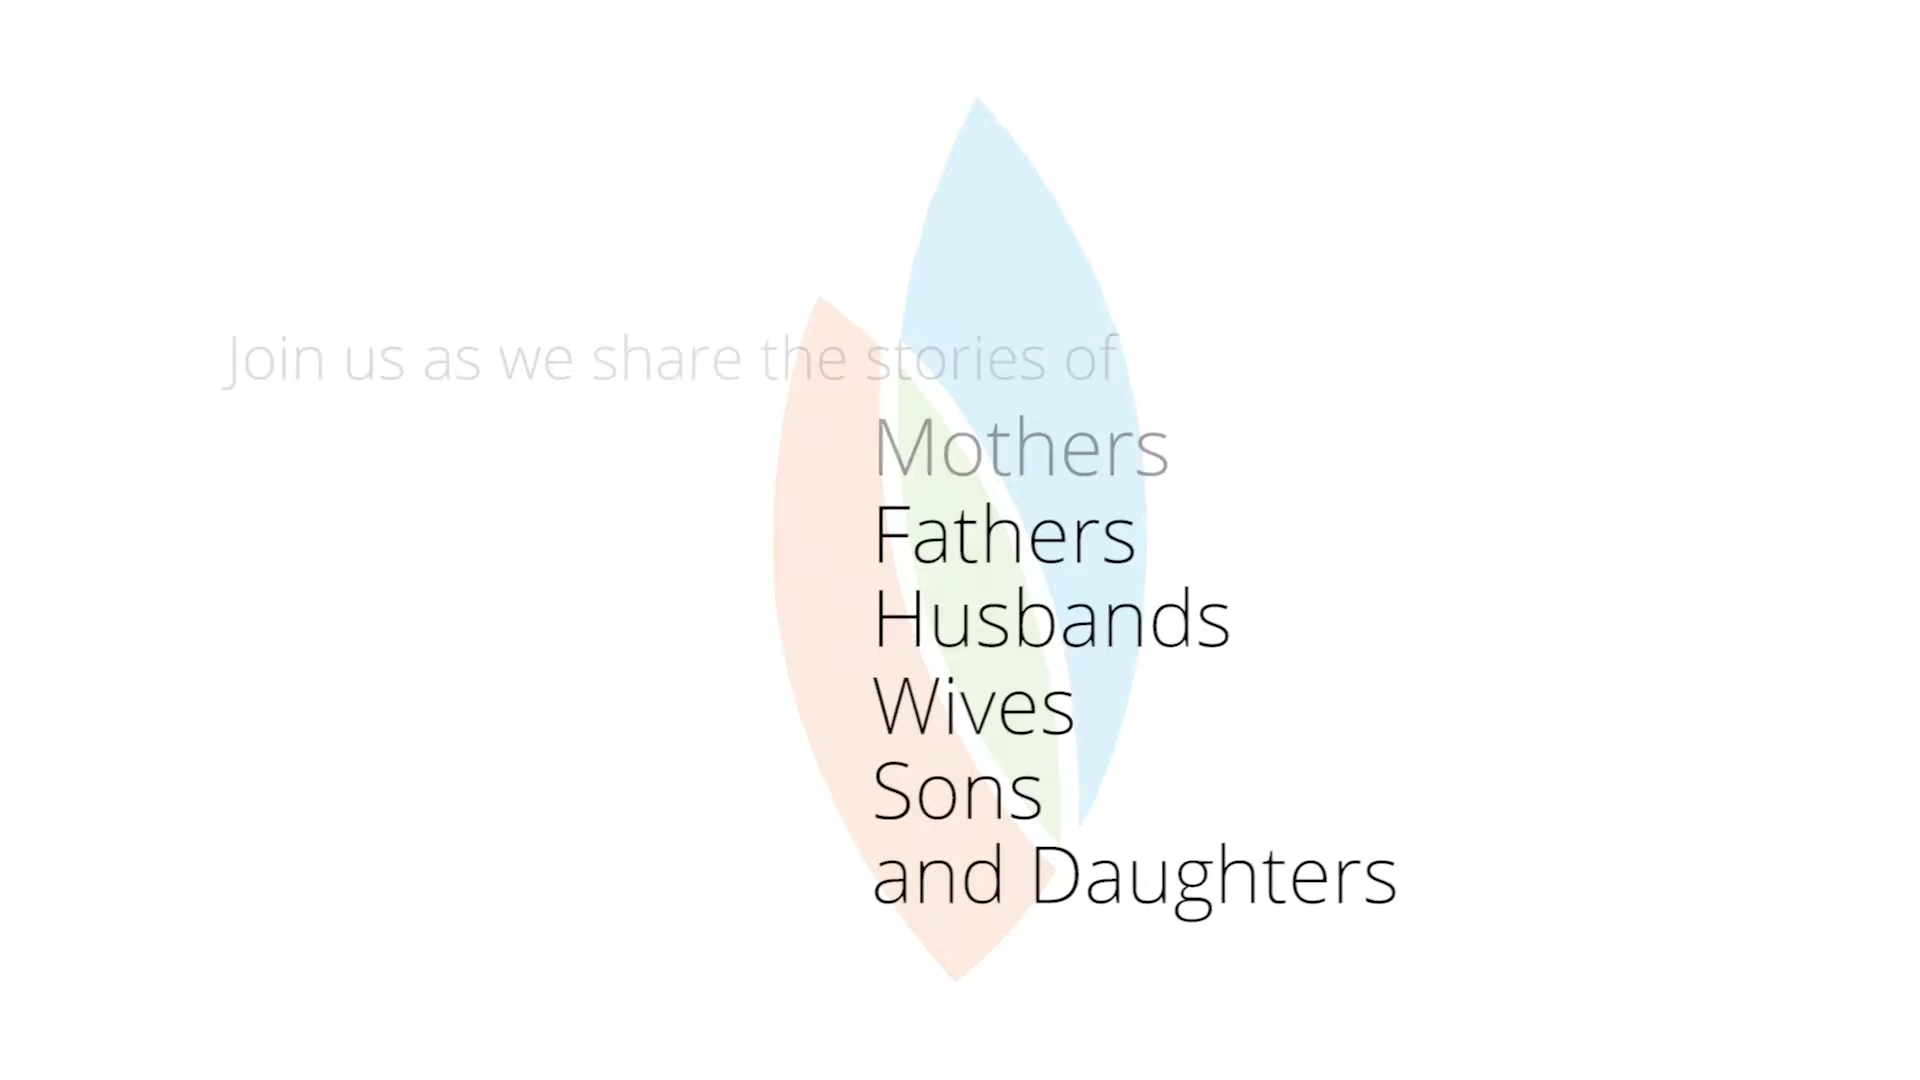 Join us as we share the stories of
Mothers
Fathers
Husbands
Wives
Sons
and Daughters